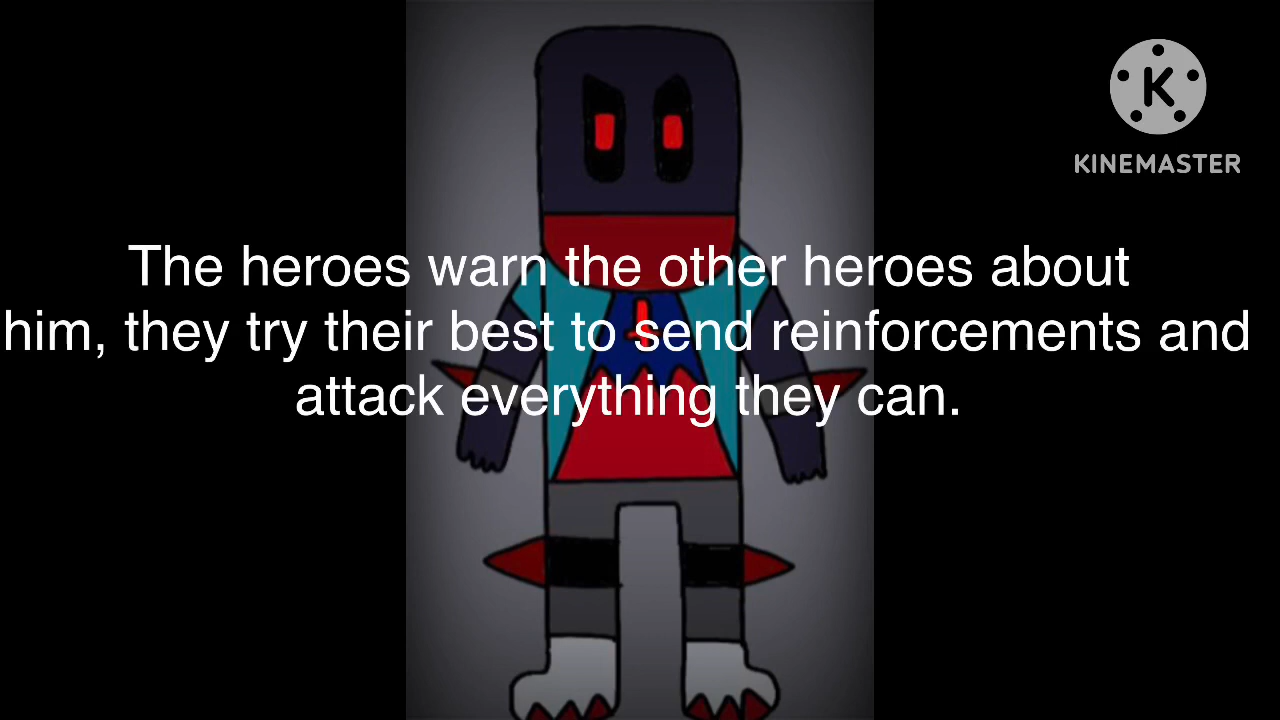 K
KINEMASTER
The heroes warn the other heroes about
him, they try their best to send reinforcements and
attack everything they can.